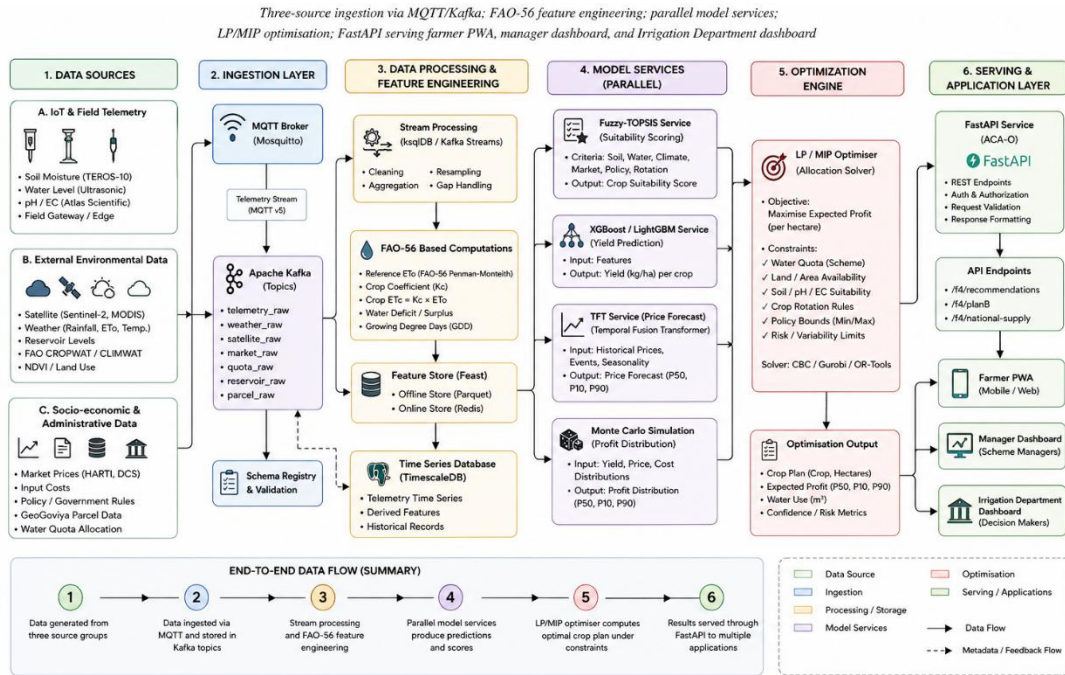 Three-source ingestion via MQTT/Kafka; FAO-56 feature engineering; parallel model services;
LP/MIP optimisation; FastAPI serving farmer PWA, manager dashboard, and Irrigation Department dashboard
1. DATA SOURCES
A. IoT & Field Telemetry
• Soil Moisture (TEROS-10)
• Water Level (Ultrasonic)
• pH / EC (Atlas Scientific)
• Field Gateway / Edge
B. External Environmental Data
• Satellite (Sentinel-2, MODIS)
• Weather (Rainfall, ETo, Temp.)
• Reservoir Levels
• FAO CROPWAT / CLIMWAT
• NDVI / Land Use
C. Socio-economic &
Administrative Data
• Market Prices (HARTI, DCS)
• Input Costs
• Policy / Government Rules
• GeoGoviya Parcel Data
• Water Quota Allocation
2. INGESTION LAYER
MQTT Broker
(Mosquitto)
Telemetry Stream
(MQTT v5)
Apache Kafka
(Topics)
• telemetry_raw
• weather_raw
• satellite_raw
• market_raw
• quota_raw
• reservoir_raw
• parcel_raw
Schema Registry
& Validation
3. DATA PROCESSING &
FEATURE ENGINEERING
Stream Processing
(ksqlDB / Kafka Streams)
• Cleaning • Resampling
• Aggregation • Gap Handling
FAO-56 Based Computations
• Reference ETo (FAO-56 Penman-Monteith)
• Crop Coefficient (Kc)
• Crop ETc = Kc × ETo
• Water Deficit / Surplus
• Growing Degree Days (GDD)
Feature Store (Feast)
• Offline Store (Parquet)
• Online Store (Redis)
Time Series Database
(TimescaleDB)
• Telemetry Time Series
• Derived Features
• Historical Records
4. MODEL SERVICES
(PARALLEL)
Fuzzy-TOPSIS Service
(Suitability Scoring)
• Criteria: Soil, Water, Climate,
Market, Policy, Rotation
• Output: Crop Suitability Score
XGBoost / LightGBM Service
(Yield Prediction)
• Input: Features
• Output: Yield (kg/ha) per crop
TFT Service (Price Forecast)
(Temporal Fusion Transformer)
• Input: Historical Prices,
Events, Seasonality
• Output: Price Forecast (P50,
P10, P90)
Monte Carlo Simulation
(Profit Distribution)
• Input: Yield, Price, Cost
Distributions
• Output: Profit Distribution
(P50, P10, P90)
5. OPTIMIZATION
ENGINE
LP / MIP Optimiser
(Allocation Solver)
• Objective:
Maximise Expected Profit
(per hectare)
• Constraints:
✓ Water Quota (Scheme)
✓ Land / Area Availability
✓ Soil / pH / EC Suitability
✓ Crop Rotation Rules
✓ Policy Bounds (Min/Max)
✓ Risk / Variability Limits
Solver: CBC / Gurobi / OR-Tools
Optimisation Output
• Crop Plan (Crop, Hectares)
• Expected Profit (P50, P10, P90)
• Water Use (m³)
• Confidence / Risk Metrics
6. SERVING &
APPLICATION LAYER
FastAPI Service
(ACA-O)
FastAPI
• REST Endpoints
• Auth & Authorization
• Request Validation
• Response Formatting
API Endpoints
• /f4/recommendations
• /f4/planB
• /f4/national-supply
Farmer PWA
(Mobile / Web)
Manager Dashboard
(Scheme Managers)
Irrigation Department
Dashboard
(Decision Makers)
END-TO-END DATA FLOW (SUMMARY)
1
Data generated from
three source groups
2
Data ingested via
MQTT and stored in
Kafka topics
3
Stream processing
and FAO-56 feature
engineering
4
Parallel model services
produce predictions
and scores
5
LP/MIP optimiser computes
optimal crop plan under
constraints
6
Results served through
FastAPI to multiple
applications
Data Source
Ingestion
Processing / Storage
Model Services
Optimisation
Serving / Applications
Data Flow
Metadata / Feedback Flow